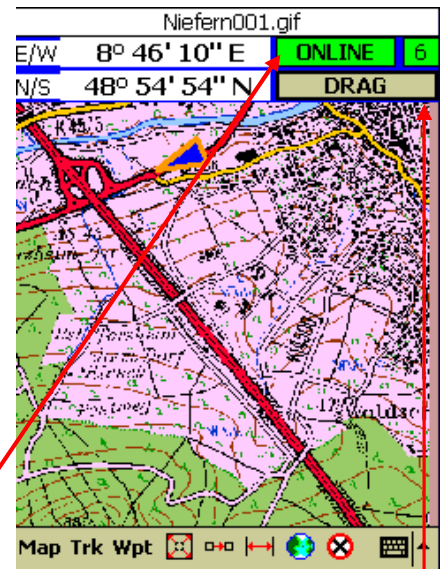 Niefern001.gif
E/W 8° 46' 10" E ONLINE 6
N/S 48° 54' 54" N DRAG
Map Trk Wpt